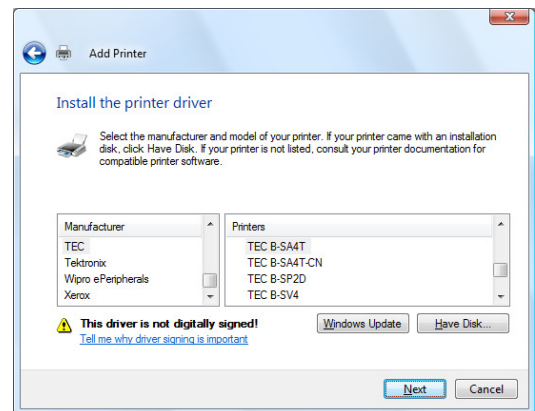 Add Printer
Install the printer driver
Select the manufacturer and model of your printer. If your printer came with an installation
disk, click Have Disk. If your printer is not listed, consult your printer documentation for
compatible printer software.
Manufacturer
TEC
Tektronix
Wipro ePeripherals
Xerox
Printers
TEC B-SA4T
TEC B-SA4T-CN
TEC B-SP2D
TEC B-SV4
This driver is not digitally signed!
Tell me why driver signing is important
Windows Update
Have Disk...
Next
Cancel